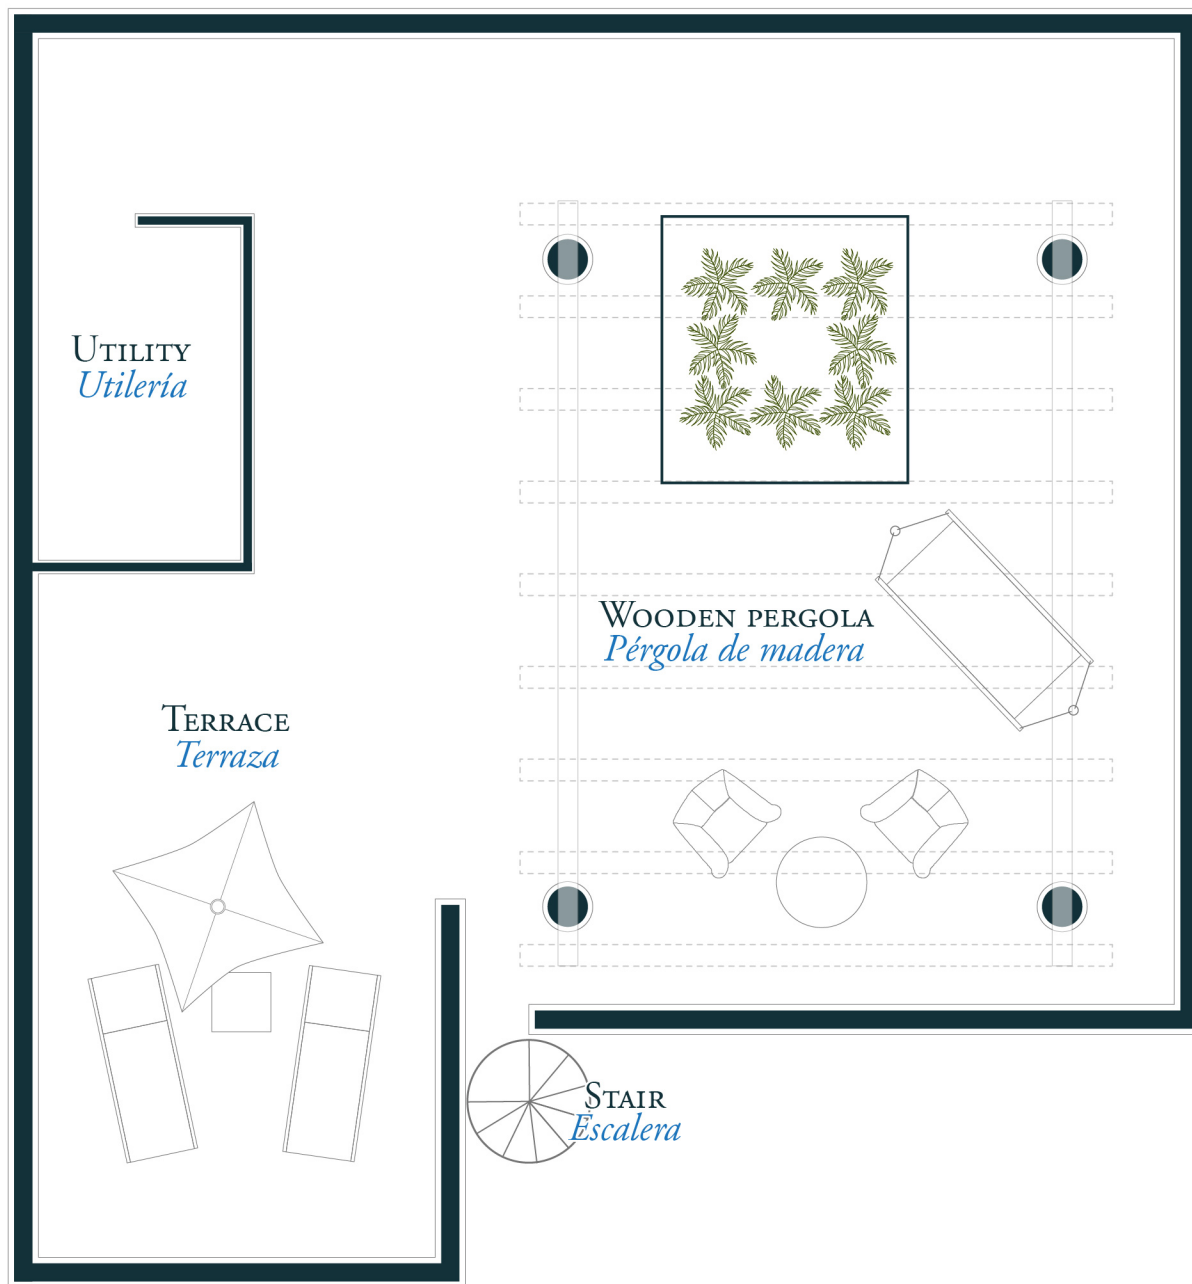 UTILITY
Utilería
WOODEN PERGOLA
Pérgola de madera
TERRACE
Terraza
STAIR
Escalera